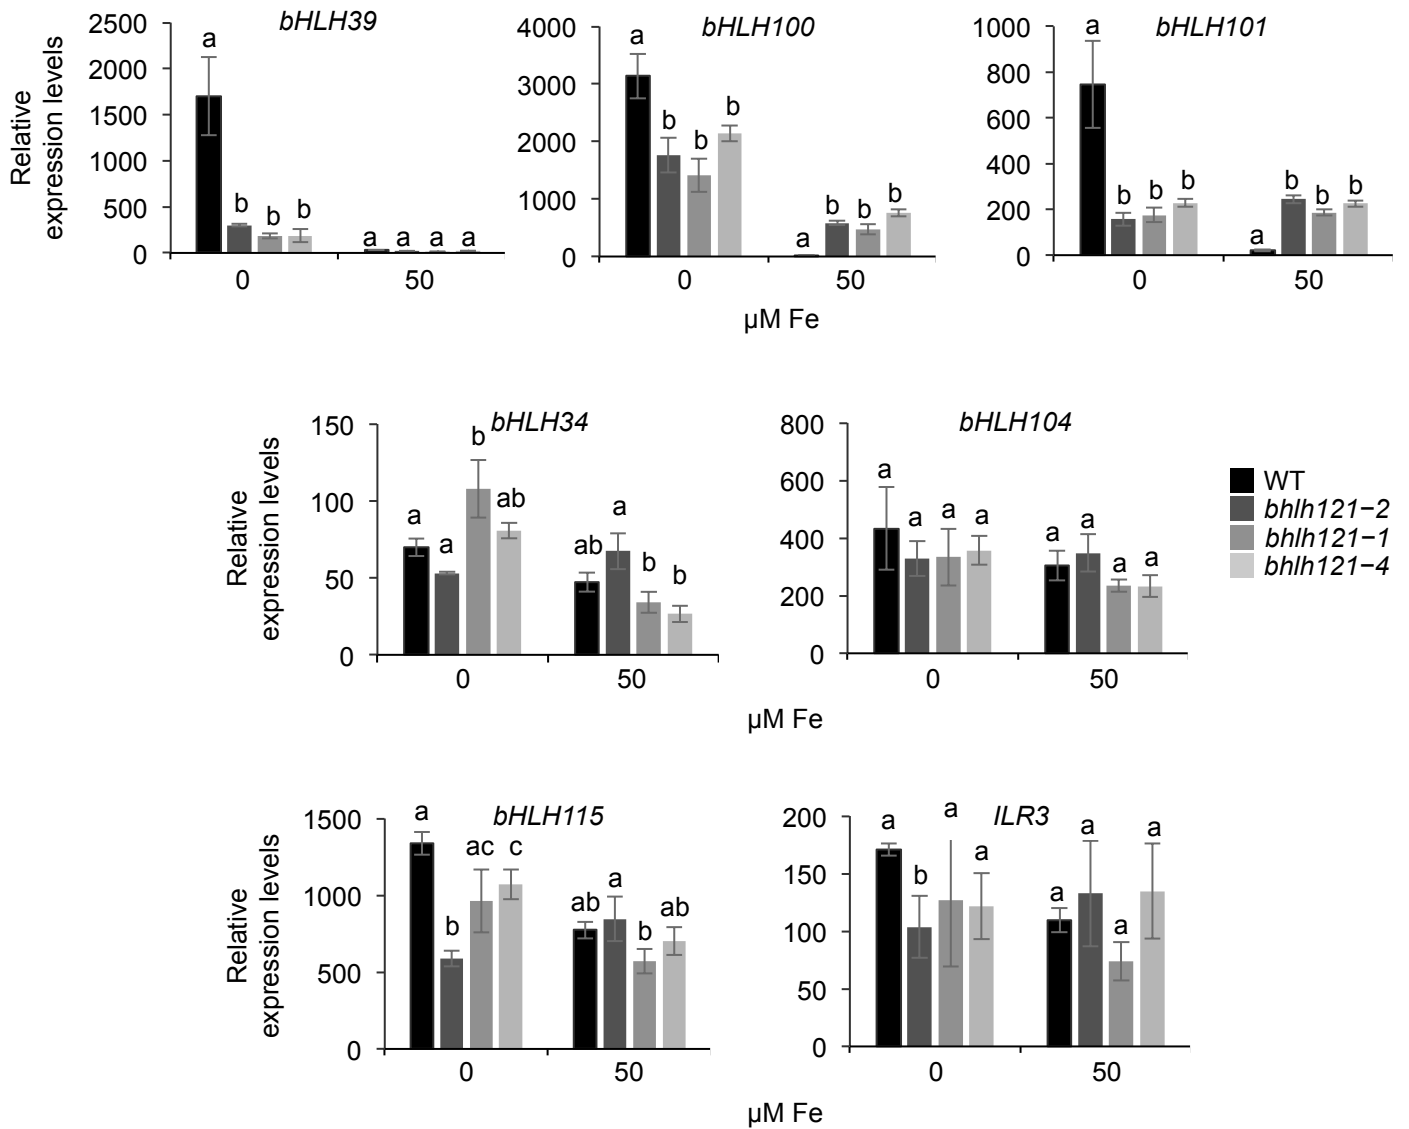 bHLH39
Relative
expression levels
2500
2000
1500
1000
500
0
a
b b b
a a a a
0 50
bHLH100
4000
3000
2000
1000
0
a
b b b
a b b b
0 50
bHLH101
1000
800
600
400
200
0
a
b b b
a b b b
0 50
µM Fe
bHLH34
Relative
expression levels
150
100
50
0
a a b ab
ab a b b
0 50
bHLH104
800
600
400
200
0
a a a a
a a a a
0 50
µM Fe
WT
bhlh121−2
bhlh121−1
bhlh121−4
bHLH115
Relative
expression levels
1500
1000
500
0
a b ac c
ab a b ab
0 50
ILR3
200
150
100
50
0
a b a a
a a a a
0 50
µM Fe